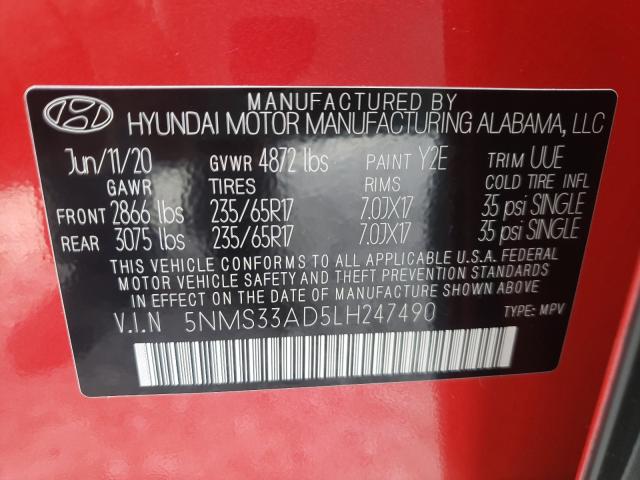 MANUFACTURED BY
HYUNDAI MOTOR MANUFACTURING ALABAMA, LLC
Jun/11/20 GVWR 4872 lbs PAINT Y2E TRIM UUE
GAWR TIRES RIMS COLD TIRE INFL
FRONT 2866 lbs 235/65R17 7.0JX17 35 psi SINGLE
REAR 3075 lbs 235/65R17 7.0JX17 35 psi SINGLE
THIS VEHICLE CONFORMS TO ALL APPLICABLE U.S.A. FEDERAL
MOTOR VEHICLE SAFETY AND THEFT PREVENTION STANDARDS
IN EFFECT ON THE DATE OF MANUFACTURE SHOWN ABOVE.
V.I.N 5NMS33AD5LH247490 TYPE: MPV